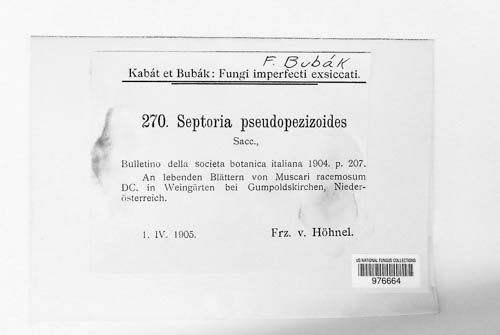 F. Bubák
Kabát et Bubák: Fungi imperfecti exsiccati.
270. Septoria pseudopezizoides
Sacc.,
Bulletino della societa botanica italiana 1904. p. 207.
An lebenden Blättern von Muscari racemosum
DC. in Weingärten bei Gumpoldskirchen, Nieder-
österreich.
1. IV. 1905. Frz. v. Höhnel.
US NATIONAL FUNGUS COLLECTIONS
976664